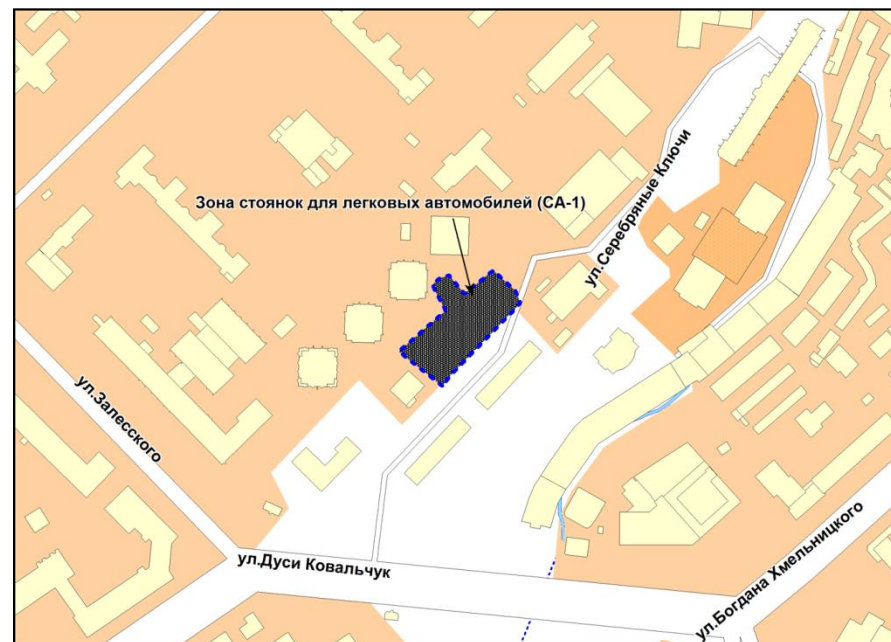 Зона стоянок для легковых автомобилей (СА-1)
ул.Серебряные Ключи
ул.Залесского
ул.Дуси Ковальчук
ул.Богдана Хмельницкого